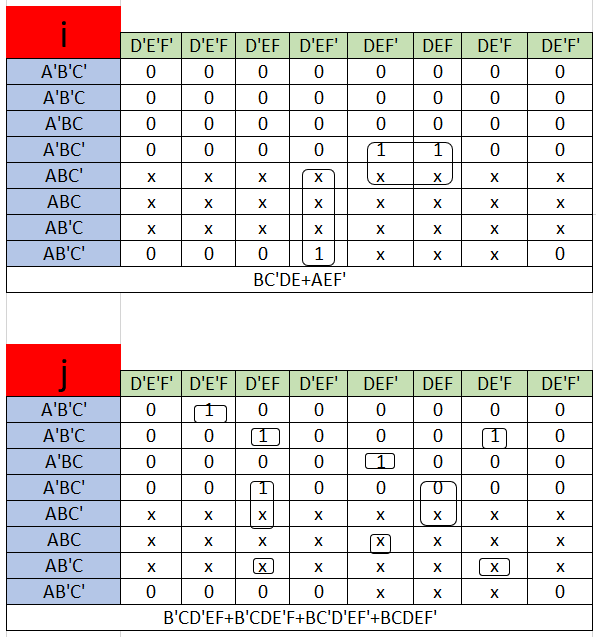 i D'E'F' D'E'F D'EF D'EF' DEF' DEF DE'F DE'F'
A'B'C' 0 0 0 0 0 0 0 0
A'B'C 0 0 0 0 0 0 0 0
A'BC 0 0 0 0 0 0 0 0
A'BC' 0 0 0 0 1 1 0 0
ABC' x x x x x x x x
ABC x x x x x x x x
AB'C x x x x x x x x
AB'C' 0 0 0 1 x x x 0
BC'DE+AEF'
j D'E'F' D'E'F D'EF D'EF' DEF' DEF DE'F DE'F'
A'B'C' 0 1 0 0 0 0 0 0
A'B'C 0 0 1 0 0 0 1 0
A'BC 0 0 0 0 1 0 0 0
A'BC' 0 0 1 0 0 0 0 0
ABC' x x x x x x x x
ABC x x x x x x x x
AB'C x x x x x x x x
AB'C' 0 0 0 0 x x x 0
B'CD'EF+B'CDE'F+BC'D'EF'+BCDEF'